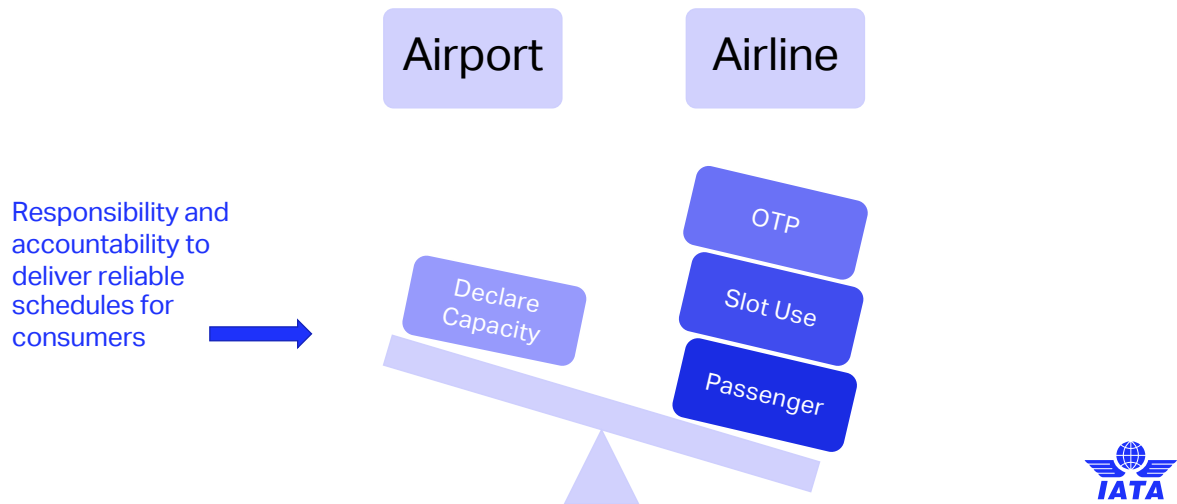 Airport
Airline
Responsibility and
accountability to
deliver reliable
schedules for
consumers
Declare
Capacity
OTP
Slot Use
Passenger
IATA